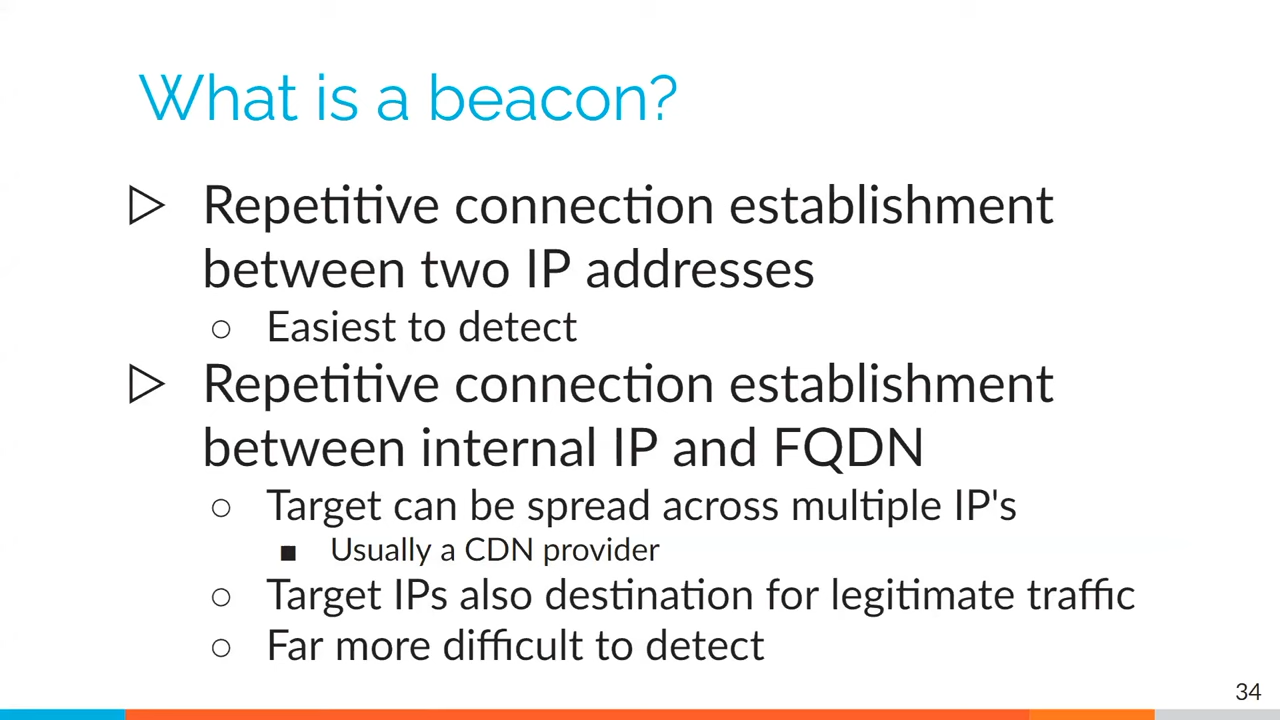 What is a beacon?
▷ Repetitive connection establishment
between two IP addresses
○ Easiest to detect
▷ Repetitive connection establishment
between internal IP and FQDN
○ Target can be spread across multiple IP's
■ Usually a CDN provider
○ Target IPs also destination for legitimate traffic
○ Far more difficult to detect
34